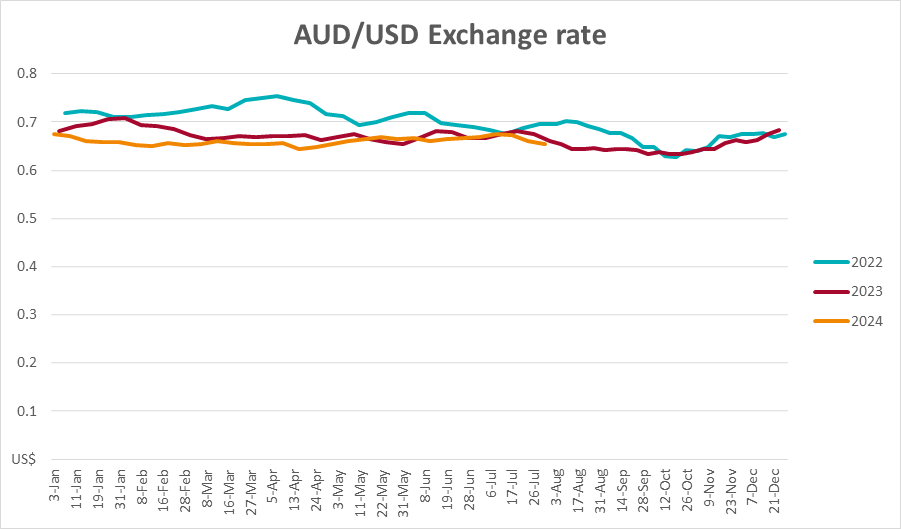 AUD/USD Exchange rate
0.8
0.7
0.6
0.5
0.4
0.3
0.2
0.1
US$
3-Jan
11-Jan
19-Jan
31-Jan
8-Feb
16-Feb
28-Feb
8-Mar
16-Mar
27-Mar
5-Apr
13-Apr
24-Apr
3-May
11-May
22-May
31-May
8-Jun
19-Jun
28-Jun
6-Jul
17-Jul
26-Jul
3-Aug
17-Aug
31-Aug
14-Sep
28-Sep
12-Oct
26-Oct
9-Nov
23-Nov
7-Dec
21-Dec
2022
2023
2024